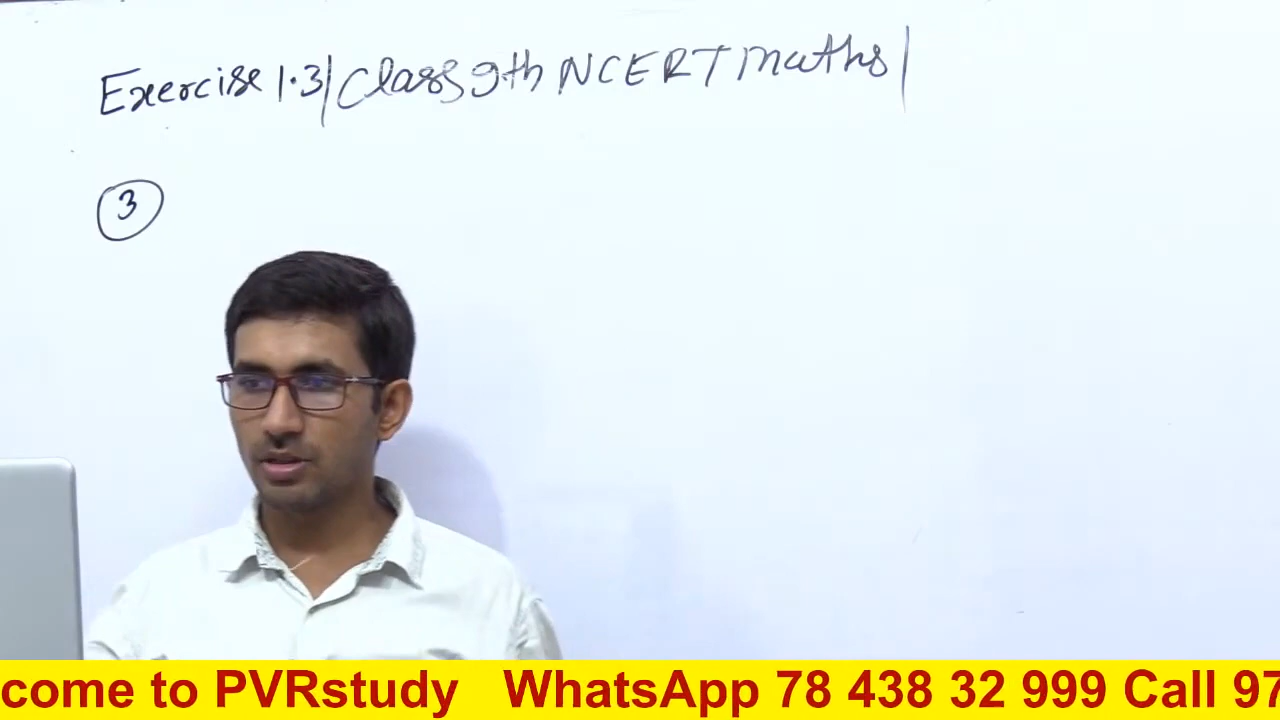 Exercise 1.3|Class 9th NCERT Maths|
3
come to PVRstudy WhatsApp 78 438 32 999 Call 97